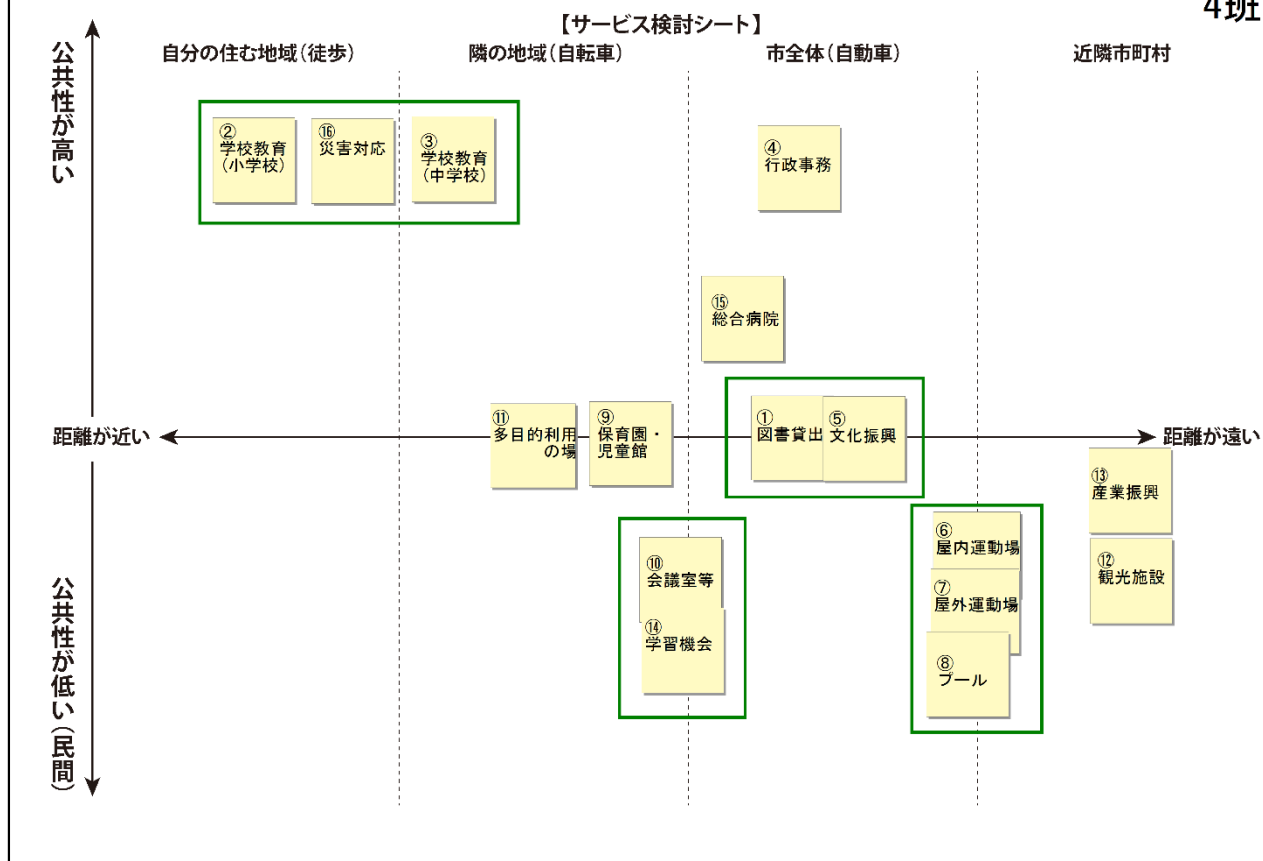 4班
【サービス検討シート】
自分の住む地域(徒歩)
隣の地域(自転車)
市全体(自動車)
近隣市町村
公共性が高い
②
学校教育
(小学校)
⑯
災害対応
③
学校教育
(中学校)
④
行政事務
⑮
総合病院
距離が近い
⑪
多目的利用
の場
⑨
保育園・
児童館
①
図書貸出
⑤
文化振興
距離が遠い
⑬
産業振興
⑫
観光施設
⑥
屋内運動場
⑦
屋外運動場
⑧
プール
⑩
会議室等
⑭
学習機会
公共性が低い(民間)